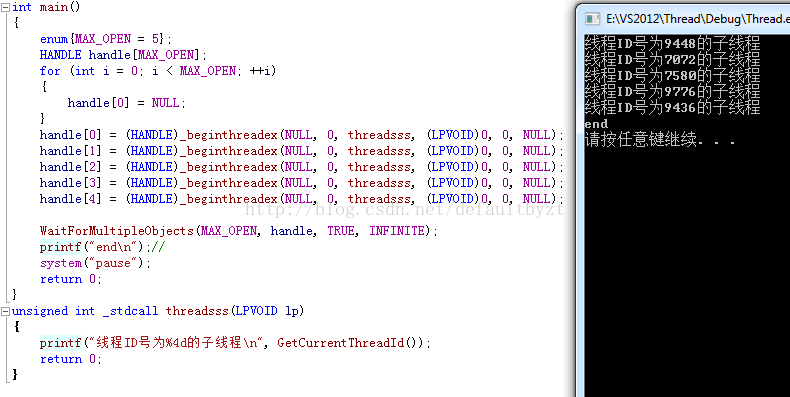 int main()
{
enum{MAX_OPEN = 5};
HANDLE handle[MAX_OPEN];
for (int i = 0; i < MAX_OPEN; ++i)
{
handle[0] = NULL;
}
handle[0] = (HANDLE)_beginthreadex(NULL, 0, threadsss, (LPVOID)0, 0, NULL);
handle[1] = (HANDLE)_beginthreadex(NULL, 0, threadsss, (LPVOID)0, 0, NULL);
handle[2] = (HANDLE)_beginthreadex(NULL, 0, threadsss, (LPVOID)0, 0, NULL);
handle[3] = (HANDLE)_beginthreadex(NULL, 0, threadsss, (LPVOID)0, 0, NULL);
handle[4] = (HANDLE)_beginthreadex(NULL, 0, threadsss, (LPVOID)0, 0, NULL);
http://blog.csdn.net/defaultbyzt
WaitForMultipleObjects(MAX_OPEN, handle, TRUE, INFINITE);
printf("end\n");//
system("pause");
return 0;
}
unsigned int _stdcall threadsss(LPVOID lp)
{
printf("线程ID号为%4d的子线程\n", GetCurrentThreadId());
return 0;
}
E:\VS2012\Thread\Debug\Thread.e
线程ID号为9448的子线程
线程ID号为7072的子线程
线程ID号为7580的子线程
线程ID号为9776的子线程
线程ID号为9436的子线程
end
请按任意键继续. . .